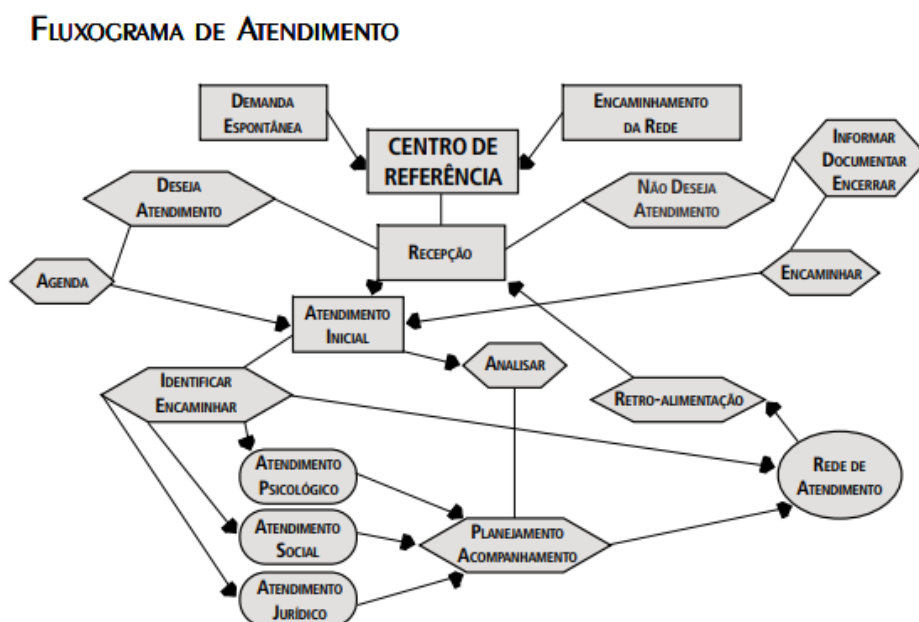 Fluxograma de Atendimento
Demanda
Espontânea
Encaminhamento
da Rede
CENTRO DE
REFERÊNCIA
Informar
Documentar
Encerrar
Deseja
Atendimento
Não Deseja
Atendimento
Recepção
Agenda
Encaminhar
Atendimento
Inicial
Analisar
Identificar
Encaminhar
Retro-alimentação
Atendimento
Psicológico
Rede de
Atendimento
Atendimento
Social
Planejamento
Acompanhamento
Atendimento
Jurídico